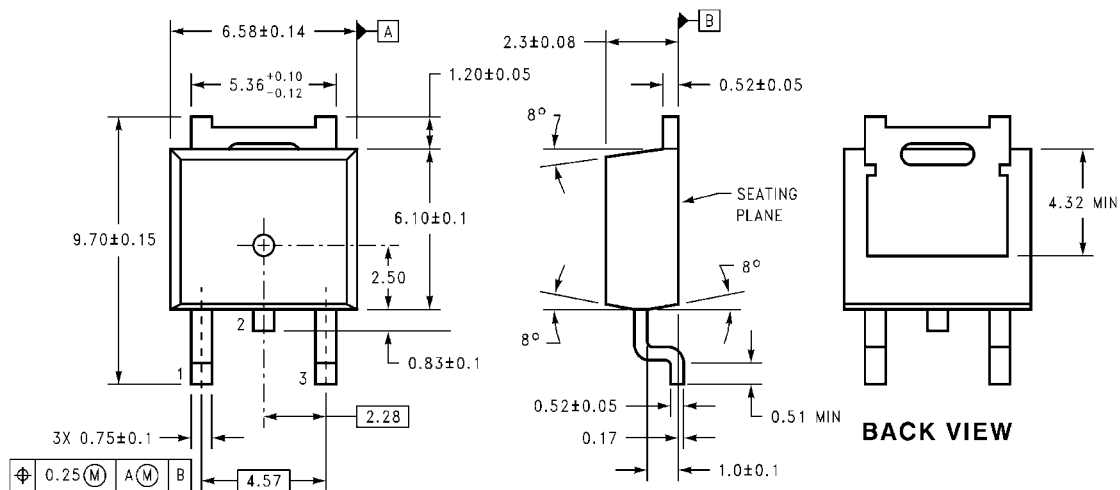 6.58±0.14
A
5.36 +0.10 -0.12
1.20±0.05
9.70±0.15
6.10±0.1
2.50
2
0.83±0.1
1
3
2.28
3X 0.75±0.1
⌖ 0.25Ⓜ AⓂ B
4.57
B
2.3±0.08
0.52±0.05
8°
SEATING
PLANE
8°
8°
0.52±0.05
0.51 MIN
0.17
1.0±0.1
4.32 MIN
BACK VIEW